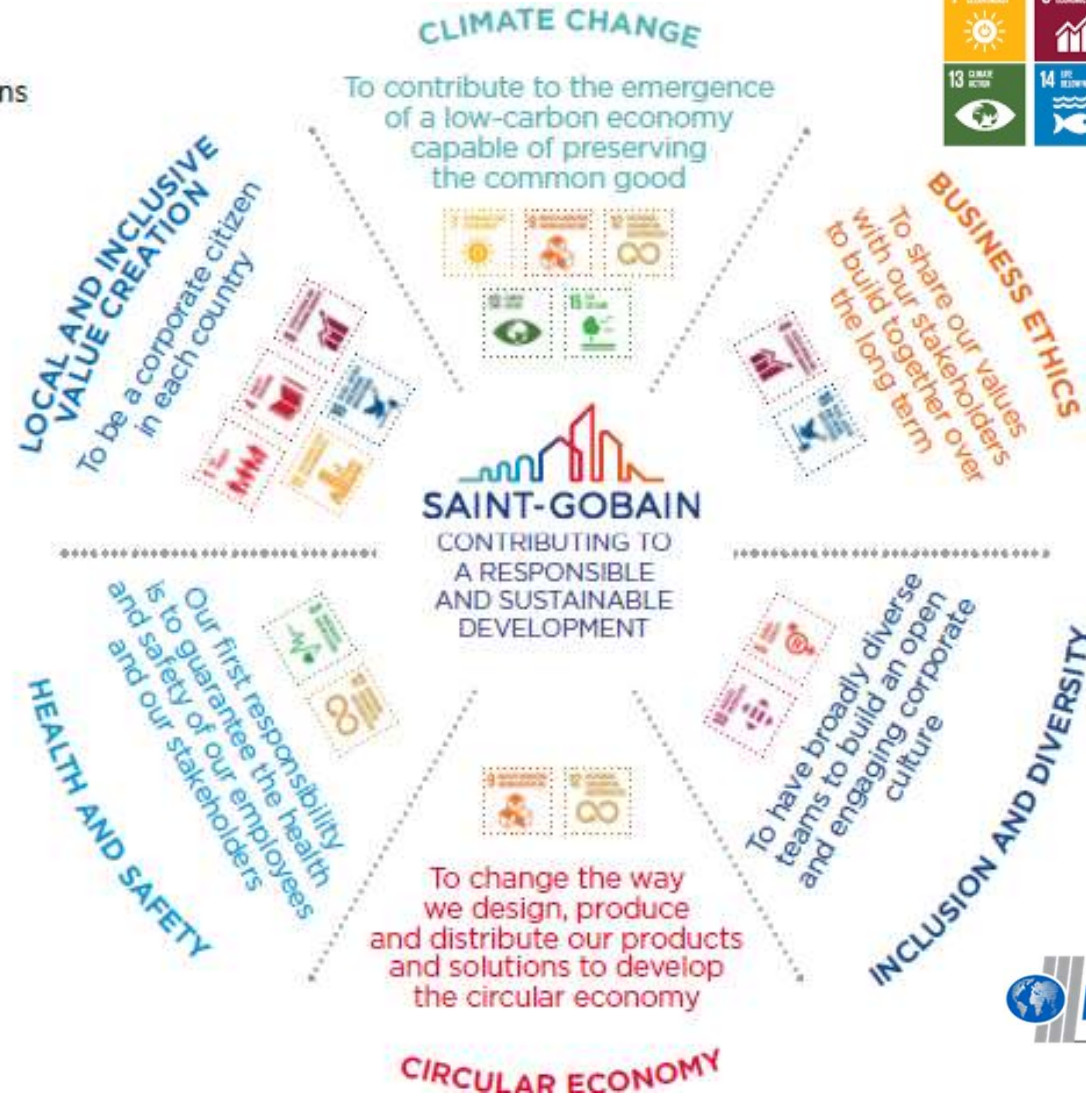 ns
CLIMATE CHANGE
To contribute to the emergence
of a low-carbon economy
capable of preserving
the common good
13 CLIMATE
ACTION
14 LIFE
LOCAL AND INCLUSIVE
VALUE CREATION
To be a corporate citizen
in each country
BUSINESS ETHICS
To share our values
with our stakeholders
to build together over
the long term
SAINT-GOBAIN
CONTRIBUTING TO
A RESPONSIBLE
AND SUSTAINABLE
DEVELOPMENT
HEALTH AND SAFETY
Our first responsibility
is to guarantee the health
and safety of our employees
and our stakeholders
INCLUSION AND DIVERSITY
To have broadly diverse
teams to build an open
and engaging corporate
culture
To change the way
we design, produce
and distribute our products
and solutions to develop
the circular economy
CIRCULAR ECONOMY